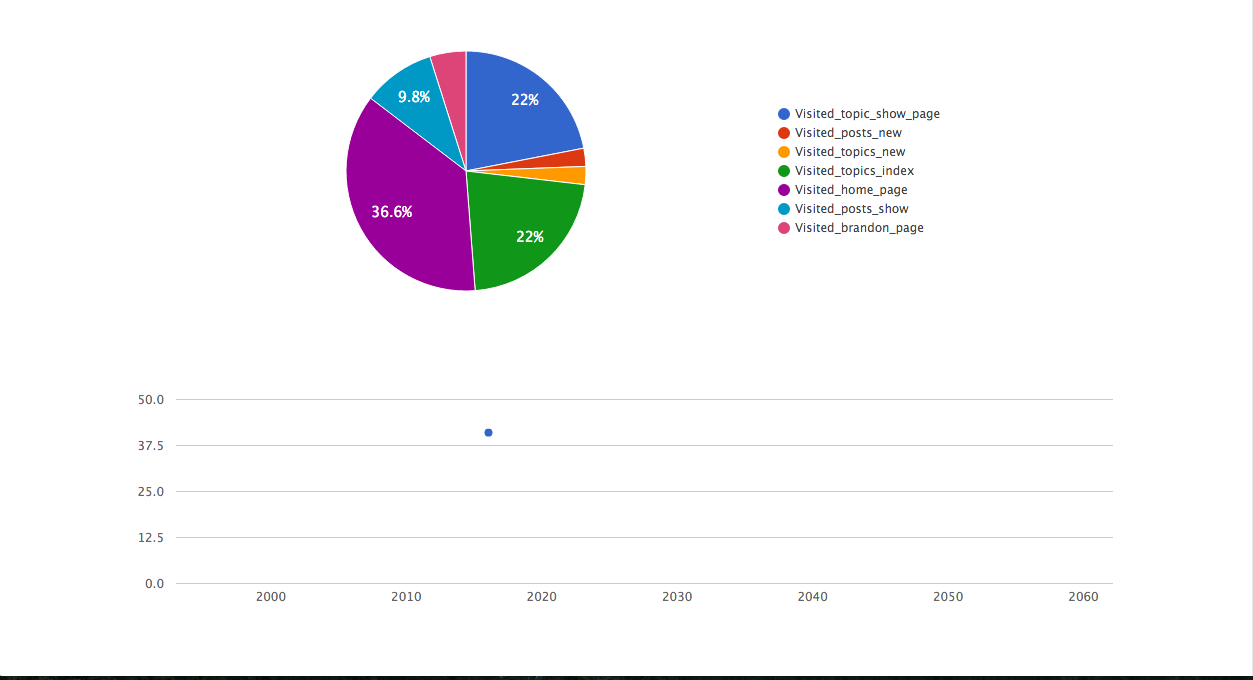 22%
9.8%
36.6%
22%
Visited_topic_show_page
Visited_posts_new
Visited_topics_new
Visited_topics_index
Visited_home_page
Visited_posts_show
Visited_brandon_page
50.0
37.5
25.0
12.5
0.0
2000 2010 2020 2030 2040 2050 2060